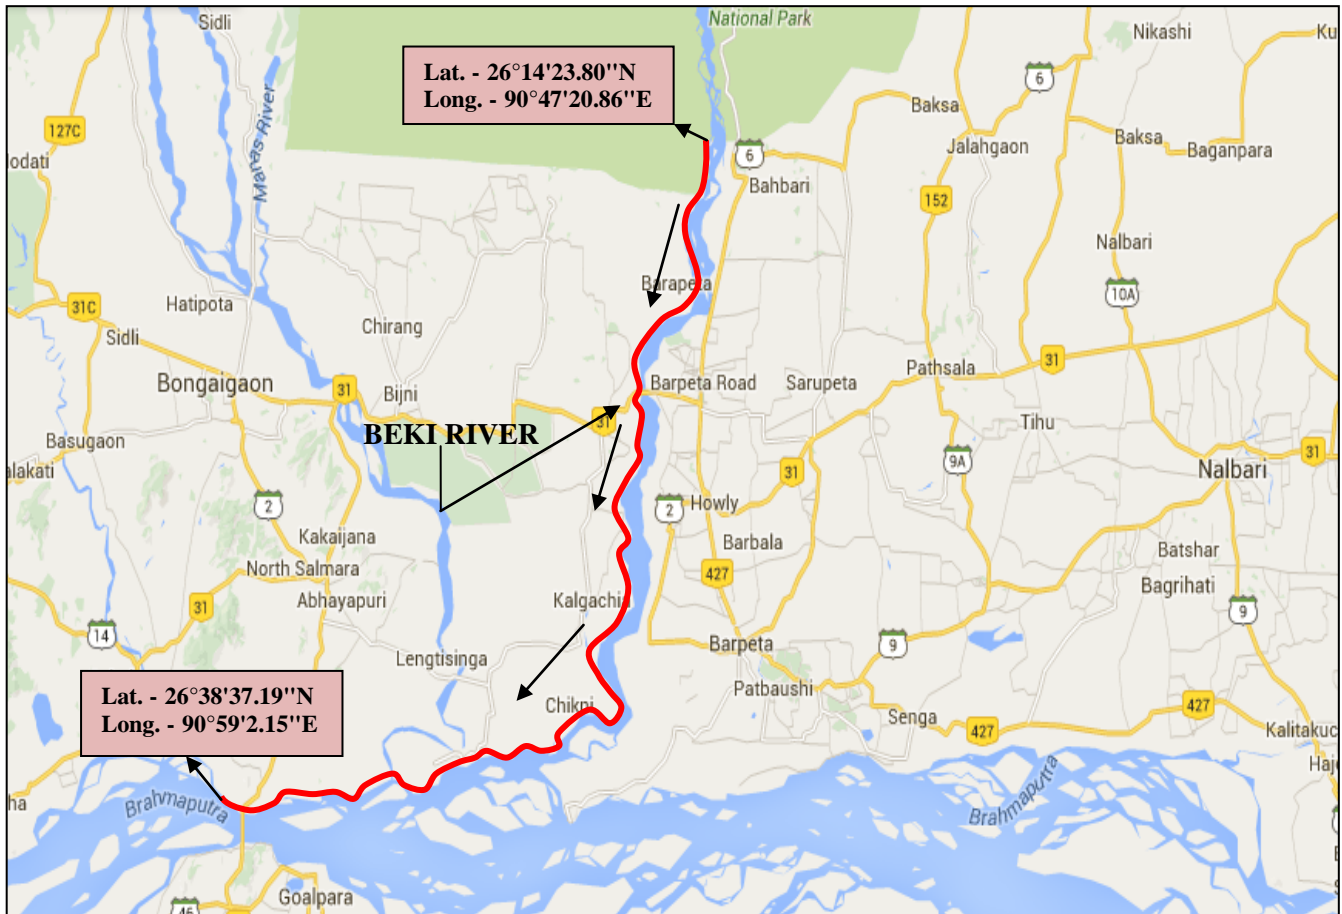 National Park
Sidli
Nikashi
Ku
Lat. - 26°14'23.80"N
Long. - 90°47'20.86"E
6
Baksa
127C
Baksa
Jalahgaon
Baganpara
odati
6
Manas River
Bahbari
152
Nalbari
Barapeta
10A
31C
Hatipota
Chirang
Sidli
31
Pathsala
Bongaigaon
31
Bijni
Barpeta Road
Sarupeta
31
Tihu
BEKI RIVER
Basugaon
31
9A
Nalbari
alakati
31
2
2
Howly
Kakaijana
Barbala
Batshar
North Salmara
427
Bagrihati
Abhayapuri
Kalgachia
31
9
14
Barpeta
9
Lengtisinga
Patbaushi
Lat. - 26°38'37.19"N
Long. - 90°59'2.15"E
Chikni
Senga
427
427
Kalitakuc
Haj
ha
Brahmaputra
Brahmaputra
Goalpara
46